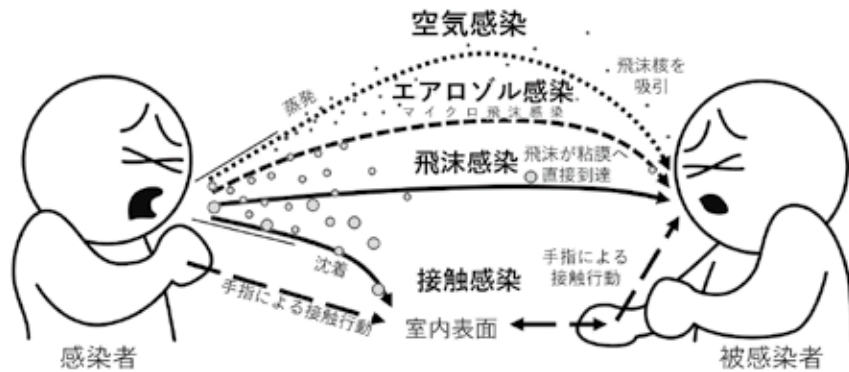 空気感染
飛沫核を
吸引
蒸発
エアロゾル感染
マイクロ飛沫感染
飛沫感染
飛沫が粘膜へ
直接到達
沈着
接触感染
手指による
接触行動
手指による接触行動
室内表面
感染者
被感染者